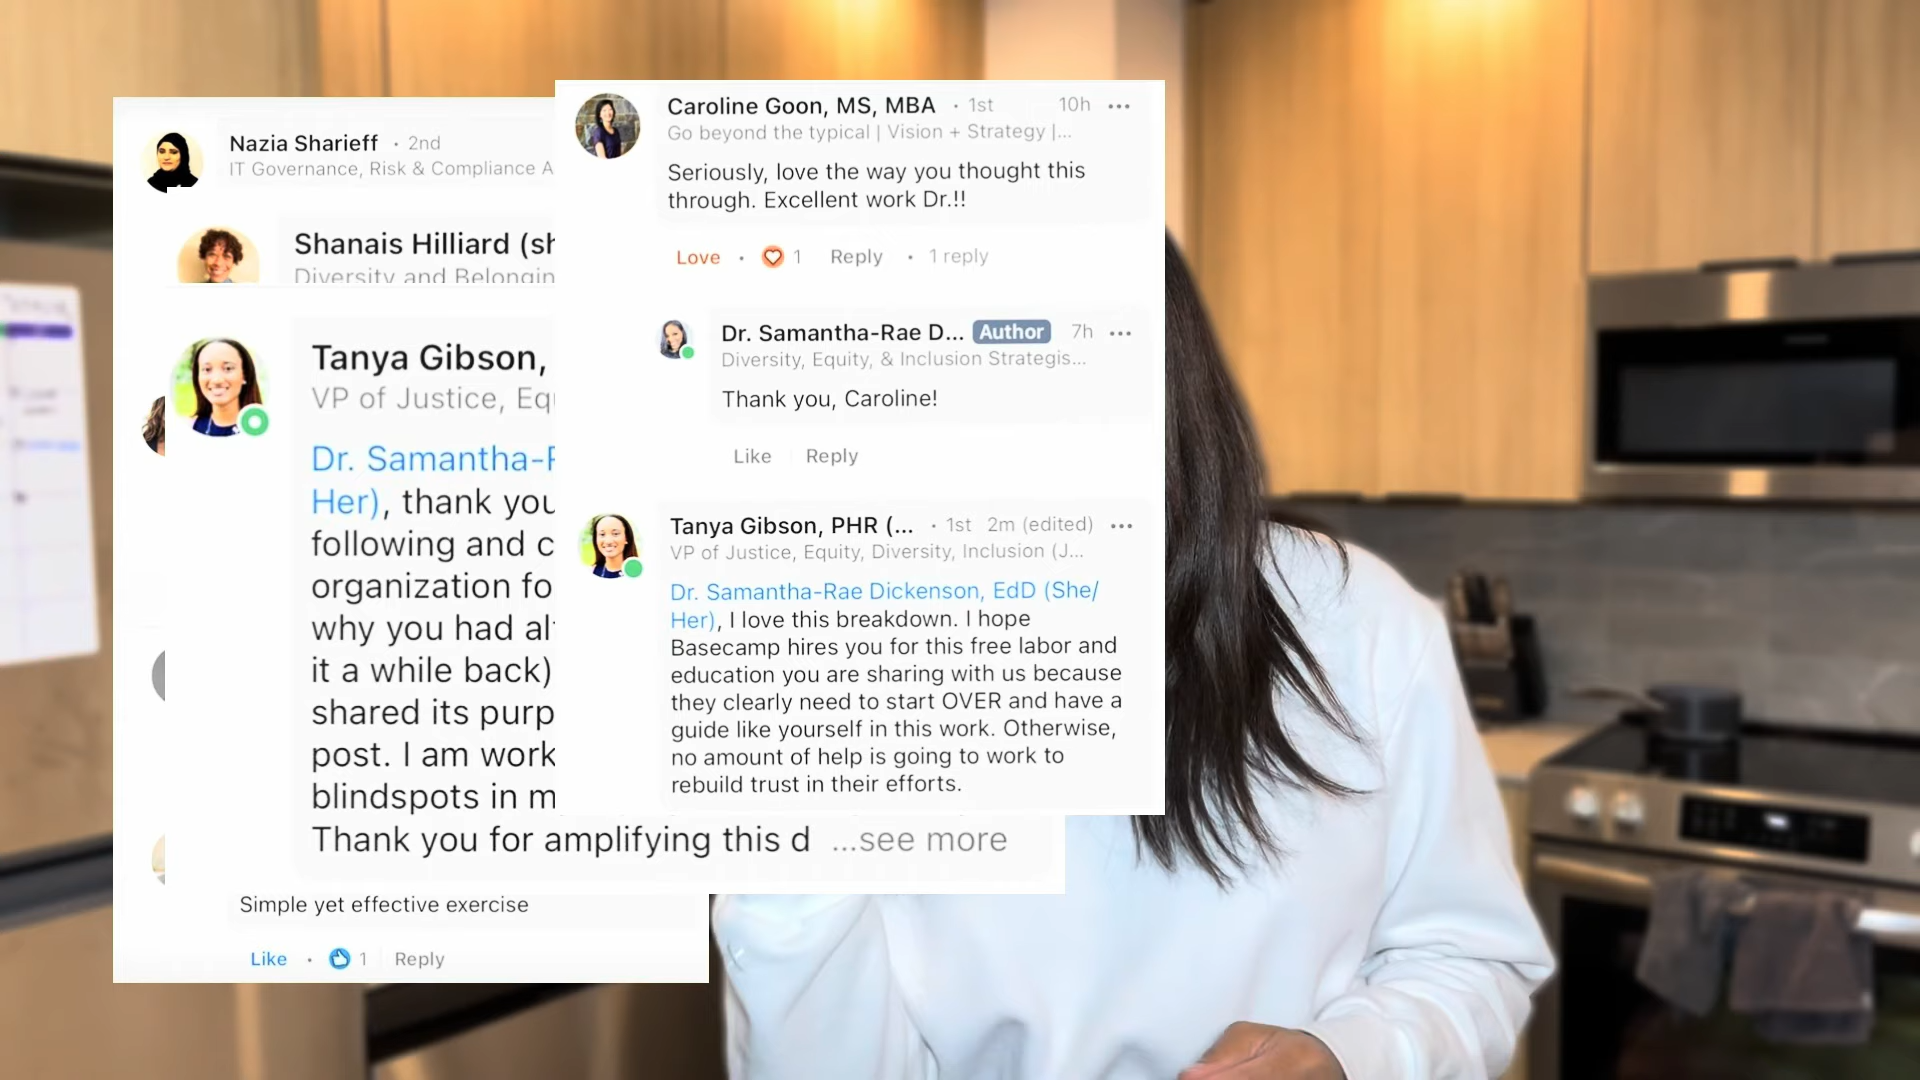 Nazia Sharieff · 2nd
IT Governance, Risk & Compliance A
Shanais Hilliard (sh
Diversity and Belongin
Tanya Gibson,
VP of Justice, Eq
Dr. Samantha-R
Her), thank you
following and c
organization fo
why you had al
it a while back)
shared its purp
post. I am work
blindspots in m
Thank you for amplifying this d ...see more
Simple yet effective exercise
Like · 1 Reply
Caroline Goon, MS, MBA · 1st 10h ...
Go beyond the typical | Vision + Strategy |...
Seriously, love the way you thought this
through. Excellent work Dr.!!
Love · 1 Reply · 1 reply
Dr. Samantha-Rae D... Author 7h ...
Diversity, Equity, & Inclusion Strategis...
Thank you, Caroline!
Like Reply
Tanya Gibson, PHR (... · 1st 2m (edited) ...
VP of Justice, Equity, Diversity, Inclusion (J...
Dr. Samantha-Rae Dickenson, EdD (She/
Her), I love this breakdown. I hope
Basecamp hires you for this free labor and
education you are sharing with us because
they clearly need to start OVER and have a
guide like yourself in this work. Otherwise,
no amount of help is going to work to
rebuild trust in their efforts.